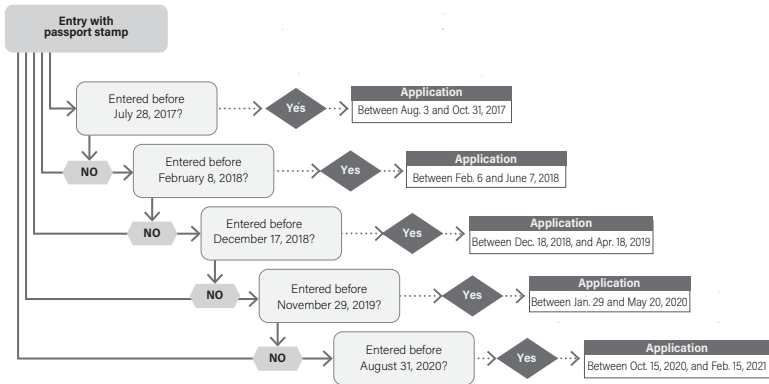 Entry with
passport stamp
Entered before
July 28, 2017?
Yes
Application
Between Aug. 3 and Oct. 31, 2017
NO
Entered before
February 8, 2018?
Yes
Application
Between Feb. 6 and June 7, 2018
NO
Entered before
December 17, 2018?
Yes
Application
Between Dec. 18, 2018, and Apr. 18, 2019
NO
Entered before
November 29, 2019?
Yes
Application
Between Jan. 29 and May 20, 2020
NO
Entered before
August 31, 2020?
Yes
Application
Between Oct. 15, 2020, and Feb. 15, 2021